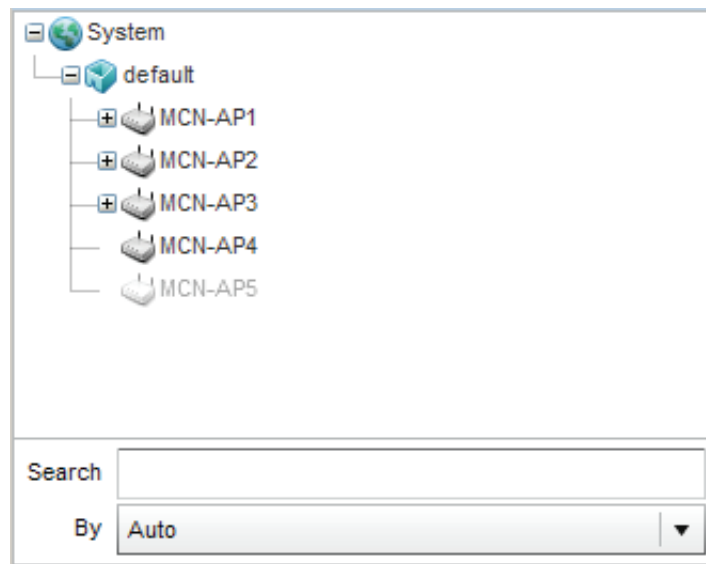 System
default
MCN-AP1
MCN-AP2
MCN-AP3
MCN-AP4
MCN-AP5
Search
By Auto